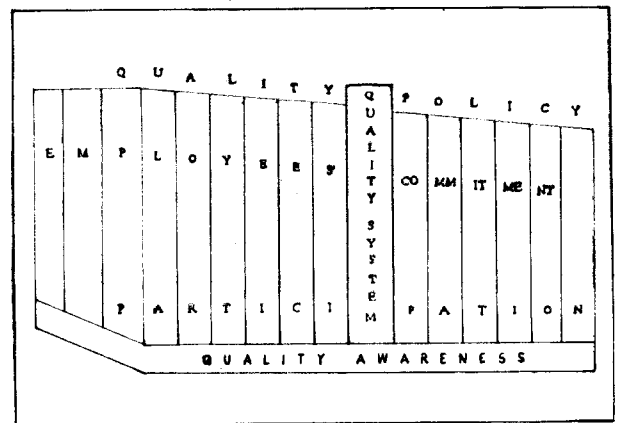 QUALITY POLICY
EMPLOYEES' COMMITMENT
QUALITY SYSTEM
PARTICIPATION
QUALITY AWARENESS